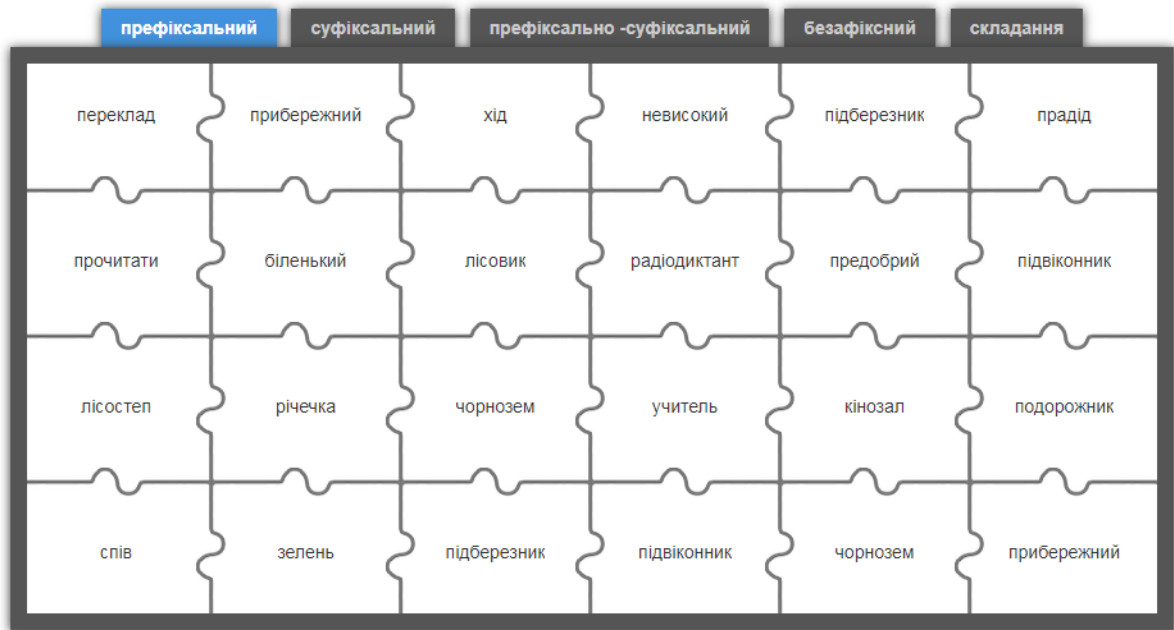 префіксальний суфіксальний префіксально -суфіксальний безафіксний складання
переклад прибережний хід невисокий підберезник прадід
прочитати біленький лісовик радіодиктант предобрий підвіконник
лісостеп річечка чорнозем учитель кінозал подорожник
спів зелень підберезник підвіконник чорнозем прибережний